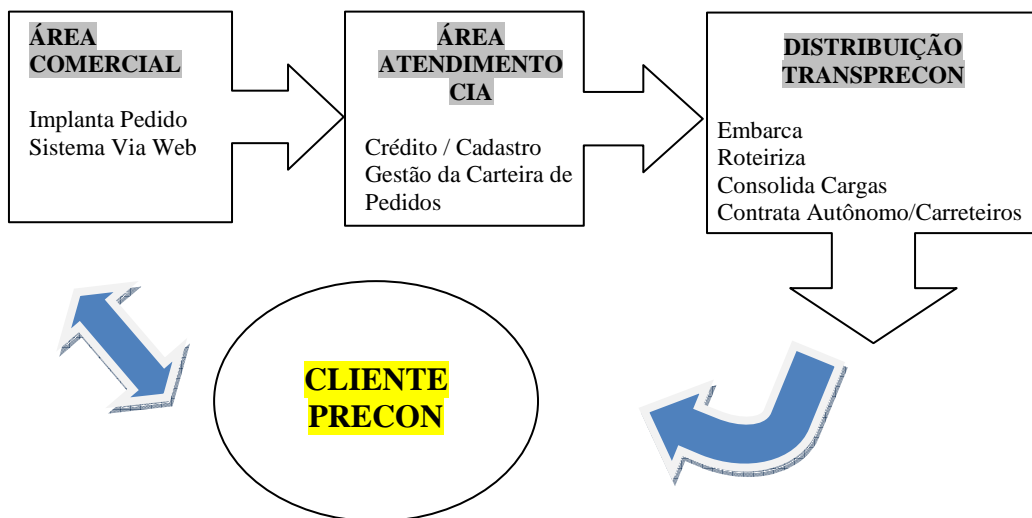 ÁREA
COMERCIAL
Implanta Pedido
Sistema Via Web
ÁREA
ATENDIMENTO
CIA
Crédito / Cadastro
Gestão da Carteira de
Pedidos
DISTRIBUIÇÃO
TRANSPRECON
Embarca
Roteiriza
Consolida Cargas
Contrata Autônomo/Carreteiros
CLIENTE
PRECON